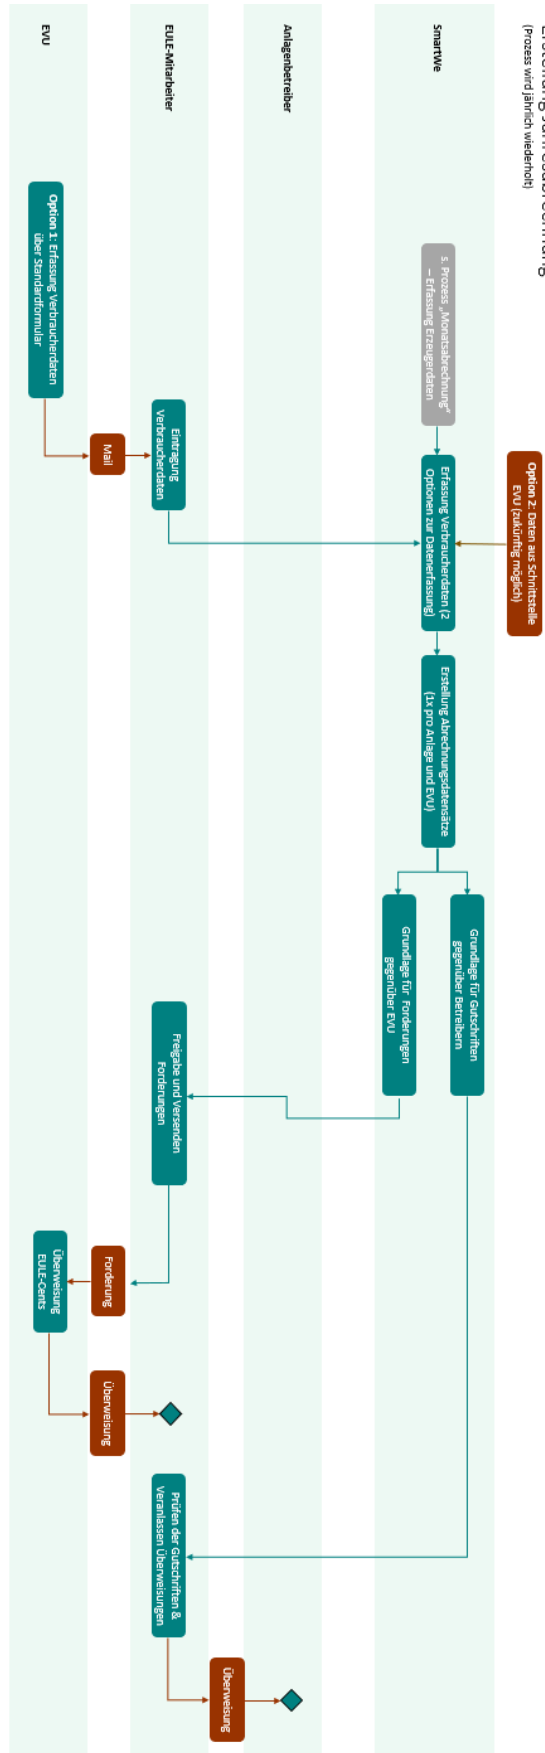 Erstellung Jahresabrechnung
(Prozess wird jährlich wiederholt)
Option 2: Daten aus Schnittstelle
EVU (zukünftig möglich)
SmartWe
s. Prozess „Monatsabrechnung“
– Erfassung Erzeugerdaten
Erfassung Verbraucherdaten (2
Optionen zur Datenerfassung)
Erstellung Abrechnungsdatensätze
(1x pro Anlage und EVU)
Grundlage für Gutschriften
gegenüber Betreibern
Grundlage für Forderungen
gegenüber EVU
Anlagenbetreiber
Überweisung
EULE-Mitarbeiter
Eintragung
Verbraucherdaten
Freigabe und Versenden
Forderungen
Prüfen der Gutschriften &
Veranlassen Überweisungen
Mail
Forderung
Überweisung
EVU
Option 1: Erfassung Verbraucherdaten
über Standardformular
Überweisung
EULE-Cents